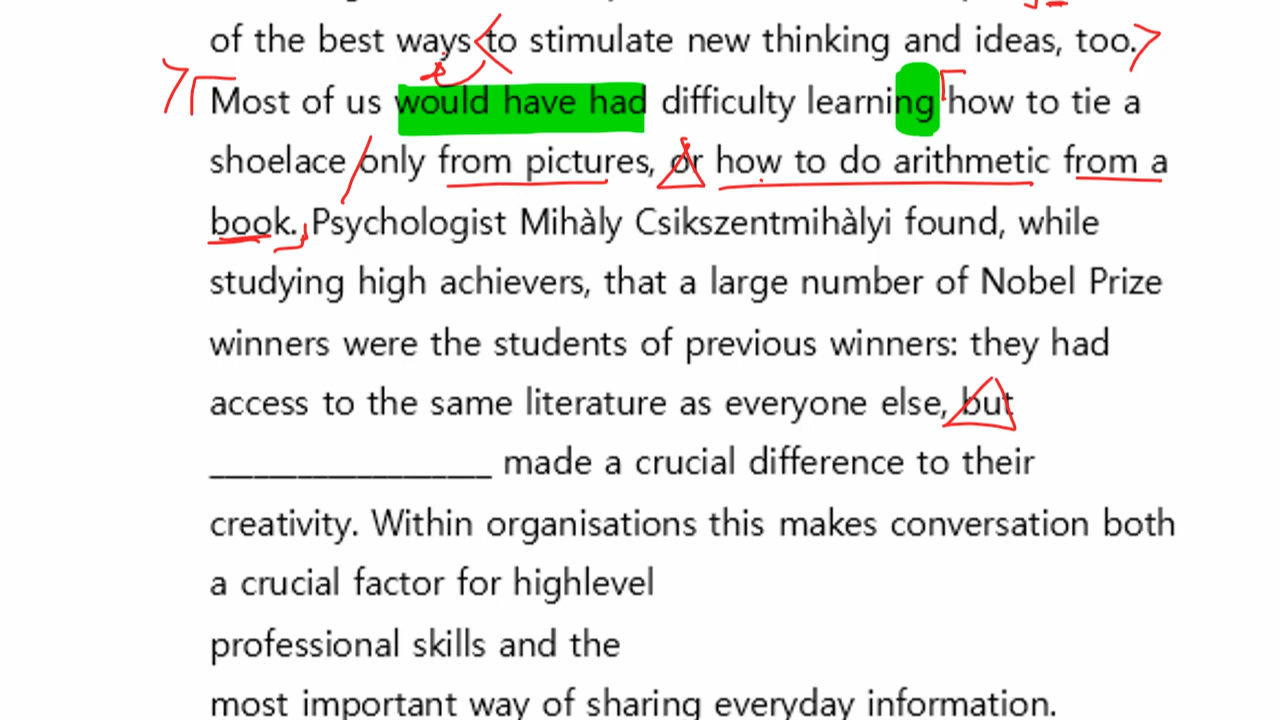 of the best ways to stimulate new thinking and ideas, too.
Most of us would have had difficulty learning how to tie a
shoelace only from pictures, or how to do arithmetic from a
book. Psychologist Mihàly Csikszentmihàlyi found, while
studying high achievers, that a large number of Nobel Prize
winners were the students of previous winners: they had
access to the same literature as everyone else, but
___________________ made a crucial difference to their
creativity. Within organisations this makes conversation both
a crucial factor for highlevel
professional skills and the
most important way of sharing everyday information.